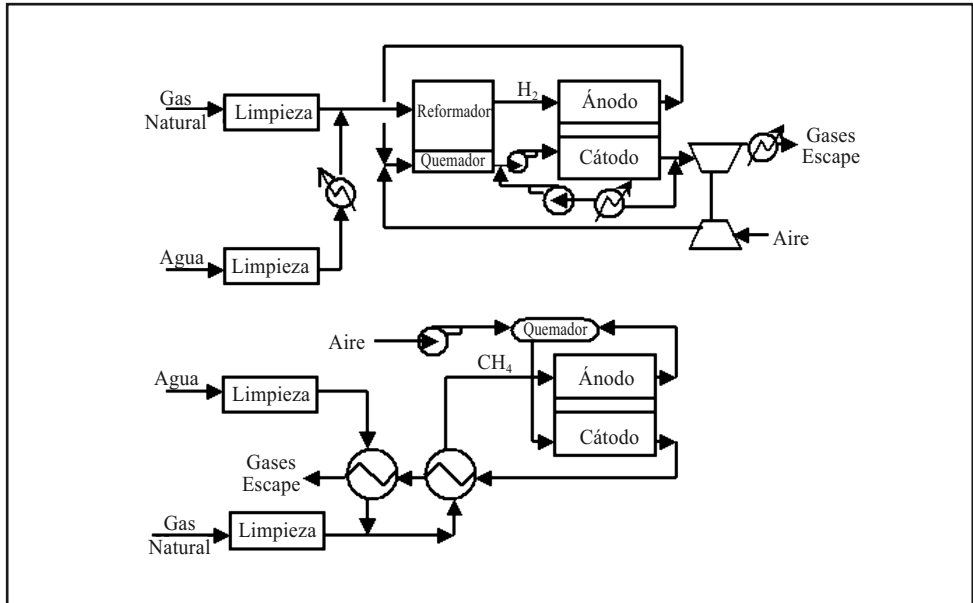 Gas
Natural
Limpieza
Reformador
Quemador
H2
Ánodo
Cátodo
Gases
Escape
Agua
Limpieza
Aire
Aire
Quemador
Agua
Limpieza
CH4
Ánodo
Cátodo
Gases
Escape
Gas
Natural
Limpieza